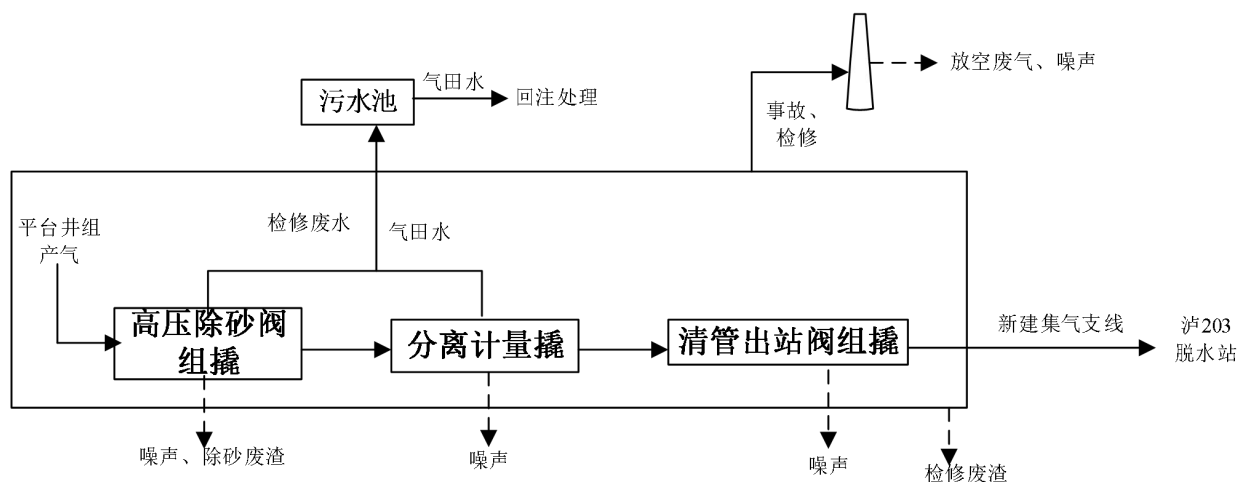 放空废气、噪声
气田水
污水池
回注处理
事故、
检修
平台井组
产气
检修废水
气田水
高压除砂阀
组撬
分离计量撬
清管出站阀组撬
新建集气支线
泸203
脱水站
噪声、除砂废渣
噪声
噪声
检修废渣